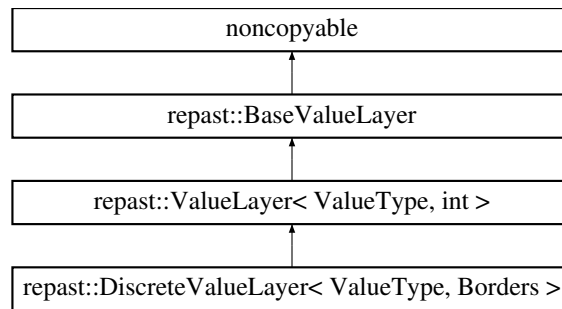 noncopyable
repast::BaseValueLayer
repast::ValueLayer< ValueType, int >
repast::DiscreteValueLayer< ValueType, Borders >